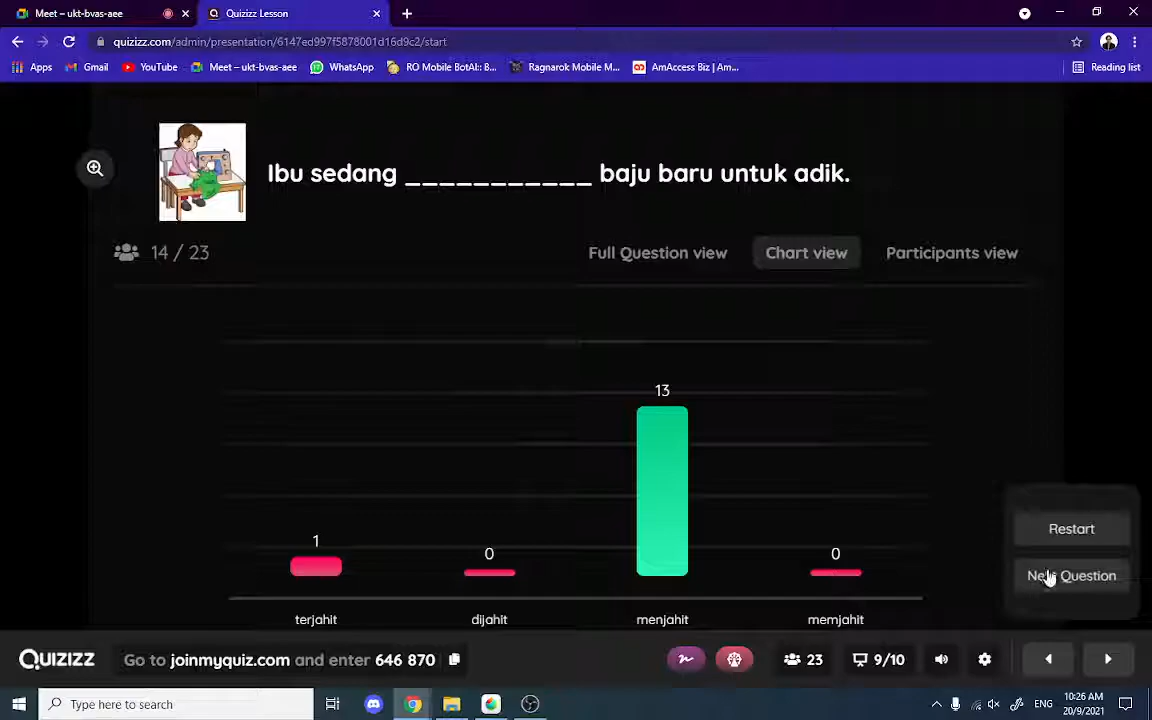 Meet – ukt-bvas-aee
Quizizz Lesson
quizizz.com/admin/presentation/6147ed997f5878001d16d9c2/start
Apps
Gmail
YouTube
Meet – ukt-bvas-aee
WhatsApp
RO Mobile BotAI:: B...
Ragnarok Mobile M...
AmAccess Biz | Am...
Reading list
Ibu sedang ___________ baju baru untuk adik.
14 / 23
Full Question view
Chart view
Participants view
13
1
0
0
terjahit
dijahit
menjahit
memjahit
Restart
Question
Quizizz
Go to joinmyquiz.com and enter 646 870
23
9/10
Type here to search
ENG
10:26 AM
20/9/2021